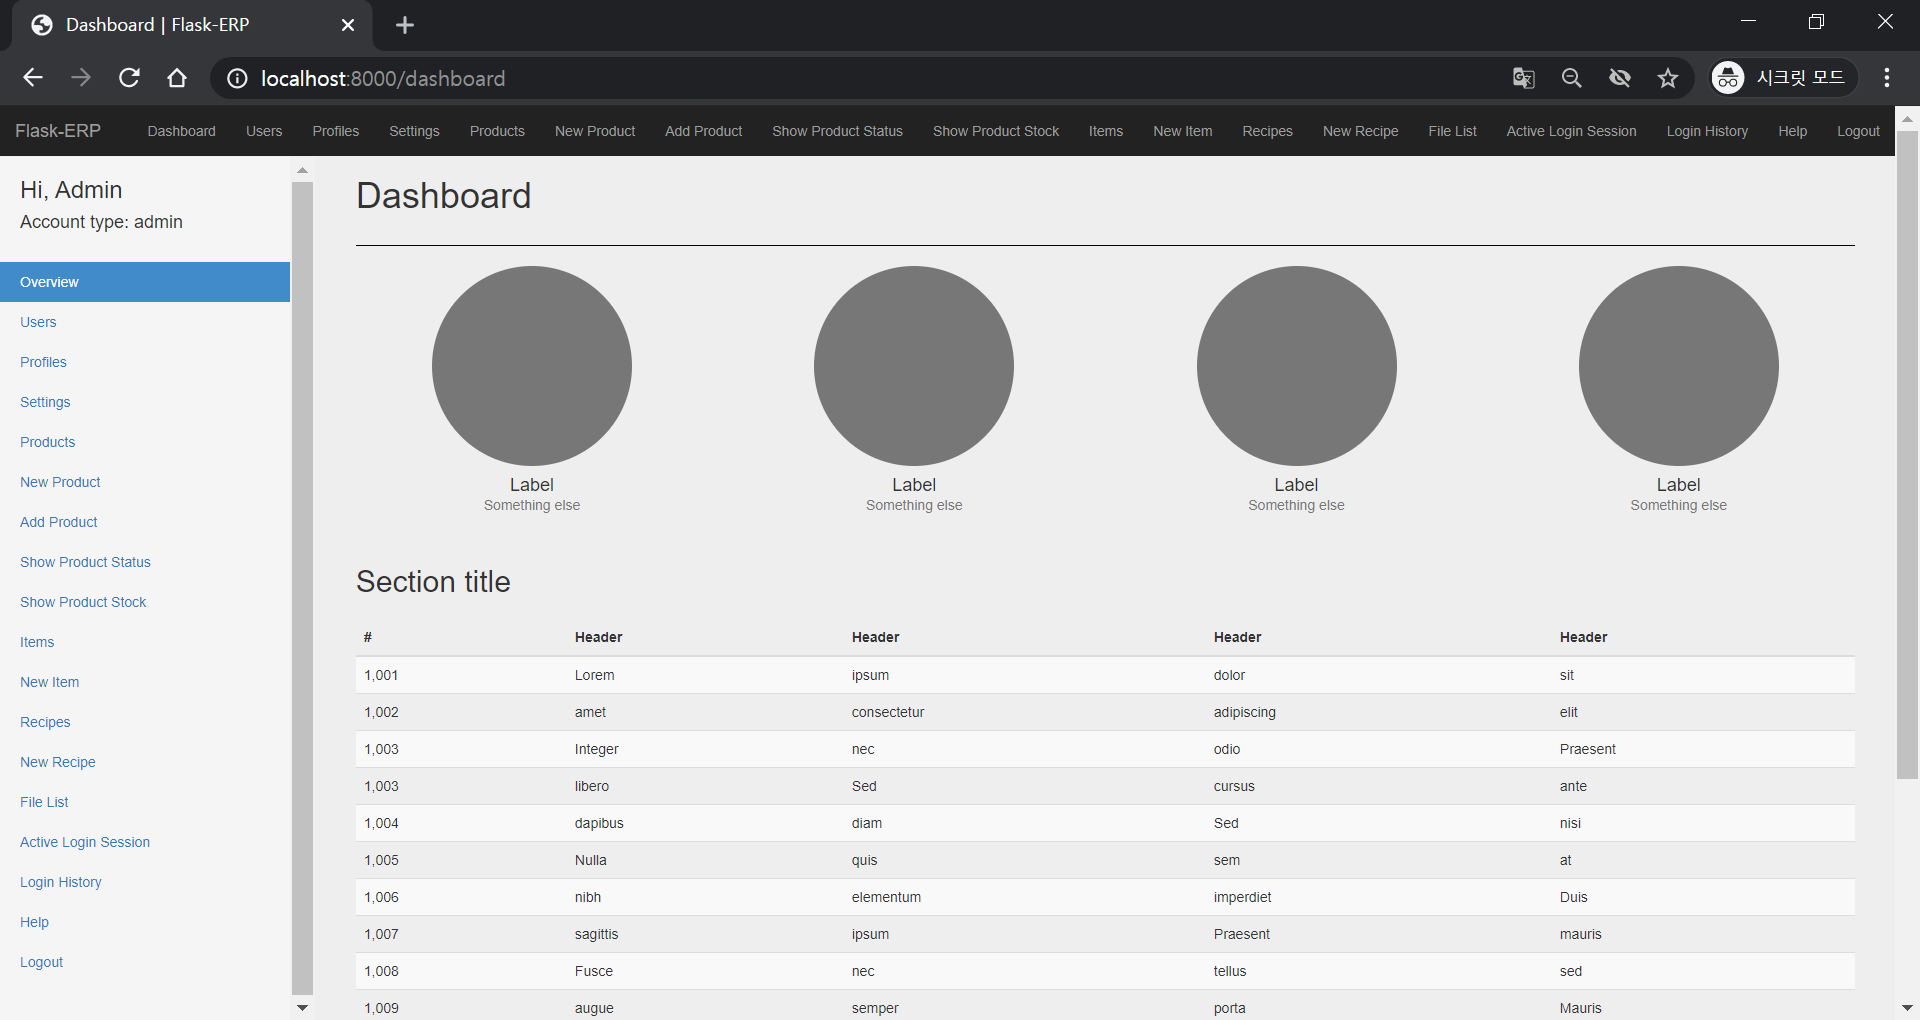 Dashboard | Flask-ERP
localhost:8000/dashboard
시크릿 모드
Flask-ERP Dashboard Users Profiles Settings Products New Product Add Product Show Product Status Show Product Stock Items New Item Recipes New Recipe File List Active Login Session Login History Help Logout
Hi, Admin
Account type: admin
Overview
Users
Profiles
Settings
Products
New Product
Add Product
Show Product Status
Show Product Stock
Items
New Item
Recipes
New Recipe
File List
Active Login Session
Login History
Help
Logout
Dashboard
Label Label Label Label
Something else Something else Something else Something else
Section title
# Header Header Header Header
1,001 Lorem ipsum dolor sit
1,002 amet consectetur adipiscing elit
1,003 Integer nec odio Praesent
1,003 libero Sed cursus ante
1,004 dapibus diam Sed nisi
1,005 Nulla quis sem at
1,006 nibh elementum imperdiet Duis
1,007 sagittis ipsum Praesent mauris
1,008 Fusce nec tellus sed
1,009 augue semper porta Mauris